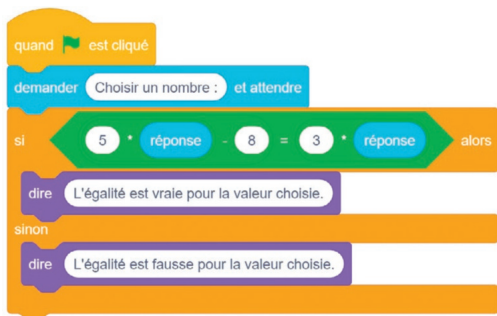 quand est cliqué
demander Choisir un nombre : et attendre
si 5 * réponse - 8 = 3 * réponse alors
dire L'égalité est vraie pour la valeur choisie.
sinon
dire L'égalité est fausse pour la valeur choisie.